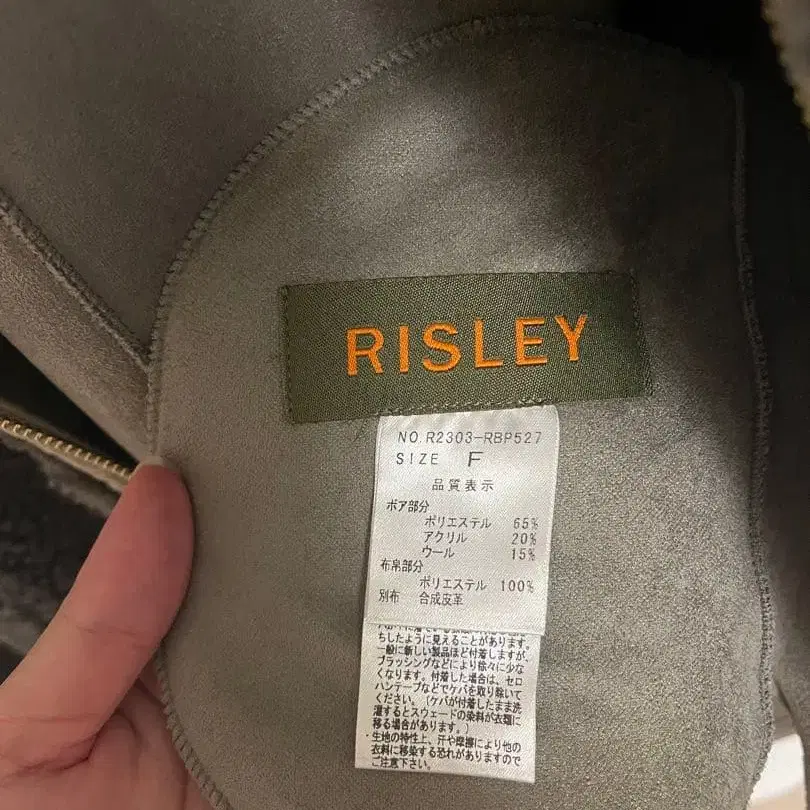 RISLEY
NO.R2303-RBP527
SIZE F
品質表示
ボア部分
ポリエステル 65%
アクリル 20%
ウール 15%
布帛部分
ポリエステル 100%
別布 合成皮革
ちしたように見えることがあります。
一般に新しい製品ほど付着しますが、
ブラッシングなどにより徐々に少な
くなります。付着した場合は、セロ
ハンテープなどでケバを取り除いて
ください。(ケバが付着したまま洗
濯するとスウェードの染料が衣類に
移る場合があります。)
・生地の特性上、汗や摩擦により他の
衣料に移染する恐れがありますので
ご注意下さい。